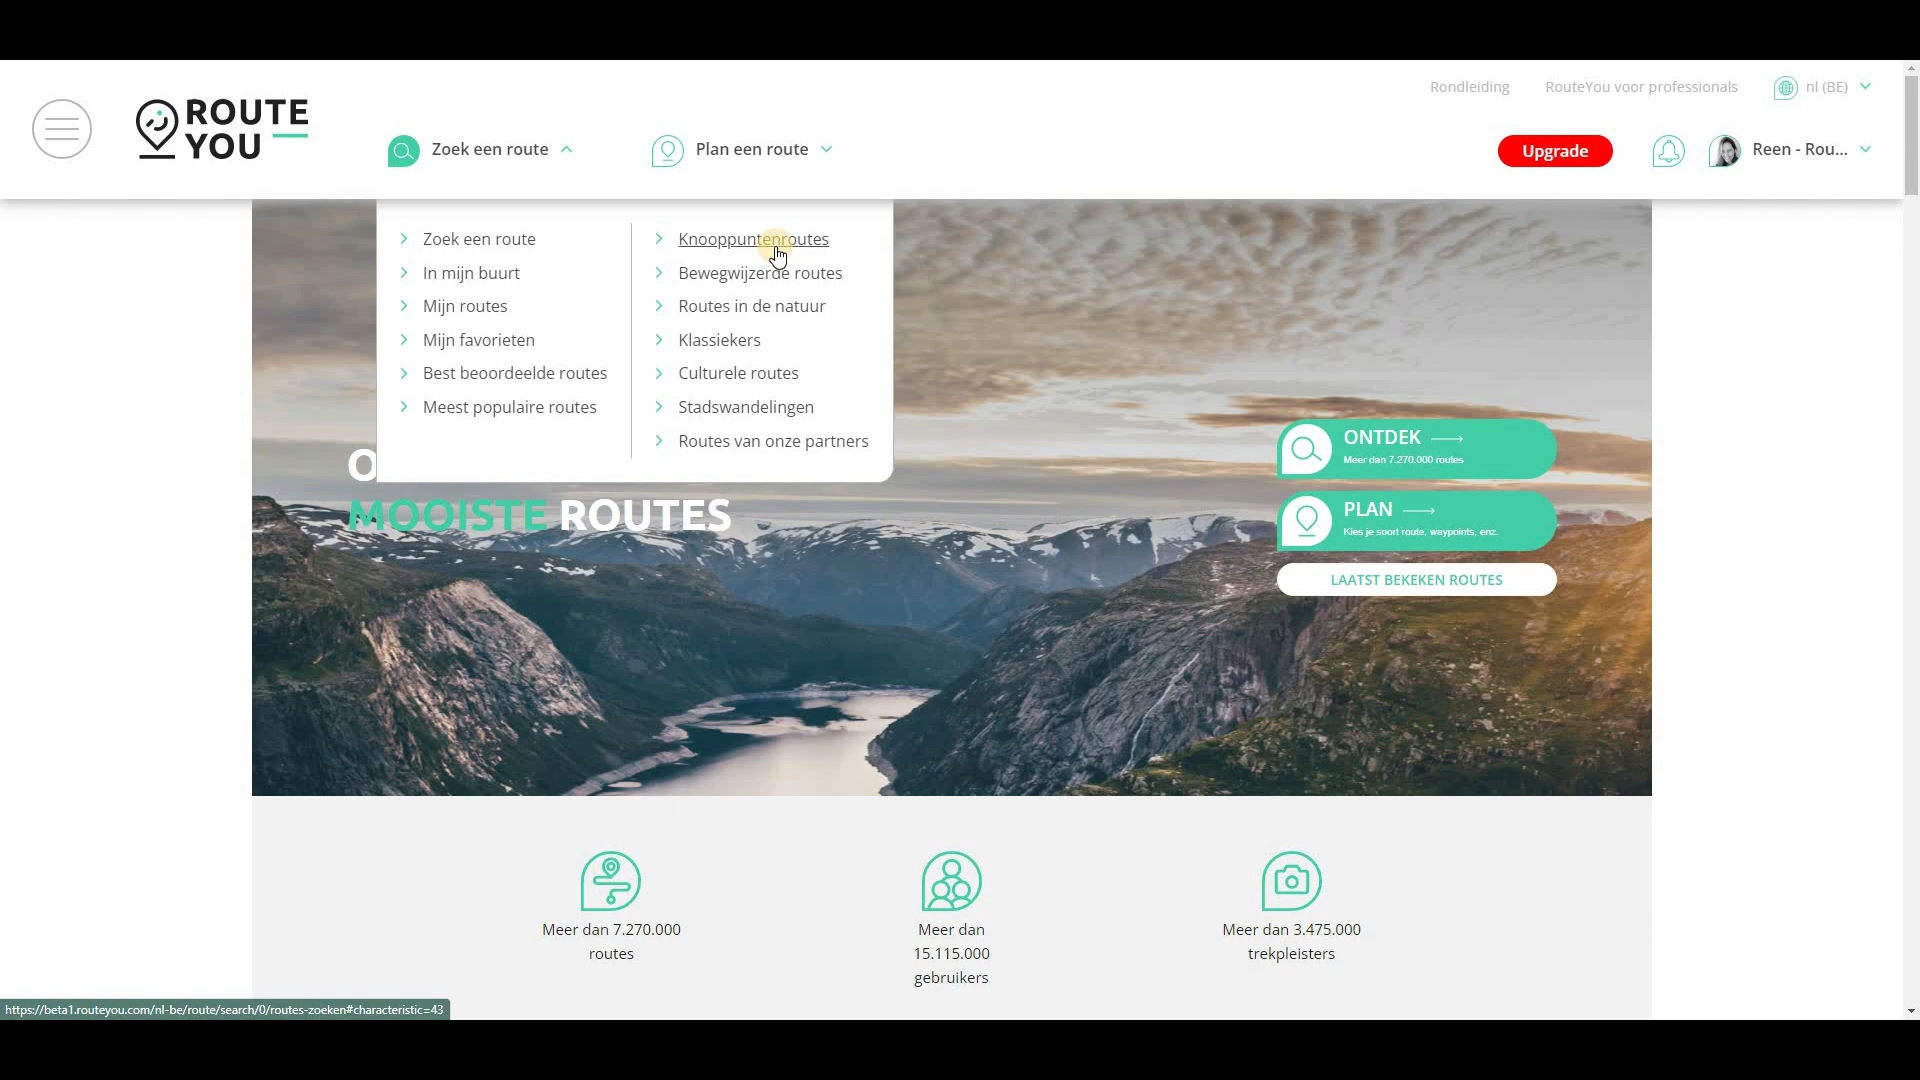 Rondleiding
RouteYou voor professionals
nl (BE)
ROUTE
YOU
Zoek een route
Plan een route
Upgrade
Reen - Rou...
Zoek een route
In mijn buurt
Mijn routes
Mijn favorieten
Best beoordeelde routes
Meest populaire routes
Knooppuntenroutes
Bewegwijzerde routes
Routes in de natuur
Klassiekers
Culturele routes
Stadswandelingen
Routes van onze partners
MOOISTE ROUTES
ONTDEK
Meer dan 7.270.000 routes
PLAN
Kies je soort route, waypoints, enz.
LAATST BEKEKEN ROUTES
Meer dan 7.270.000
routes
Meer dan
15.115.000
gebruikers
Meer dan 3.475.000
trekpleisters
https://beta1.routeyou.com/nl-be/route/search/0/routes-zoeken#characteristic=43